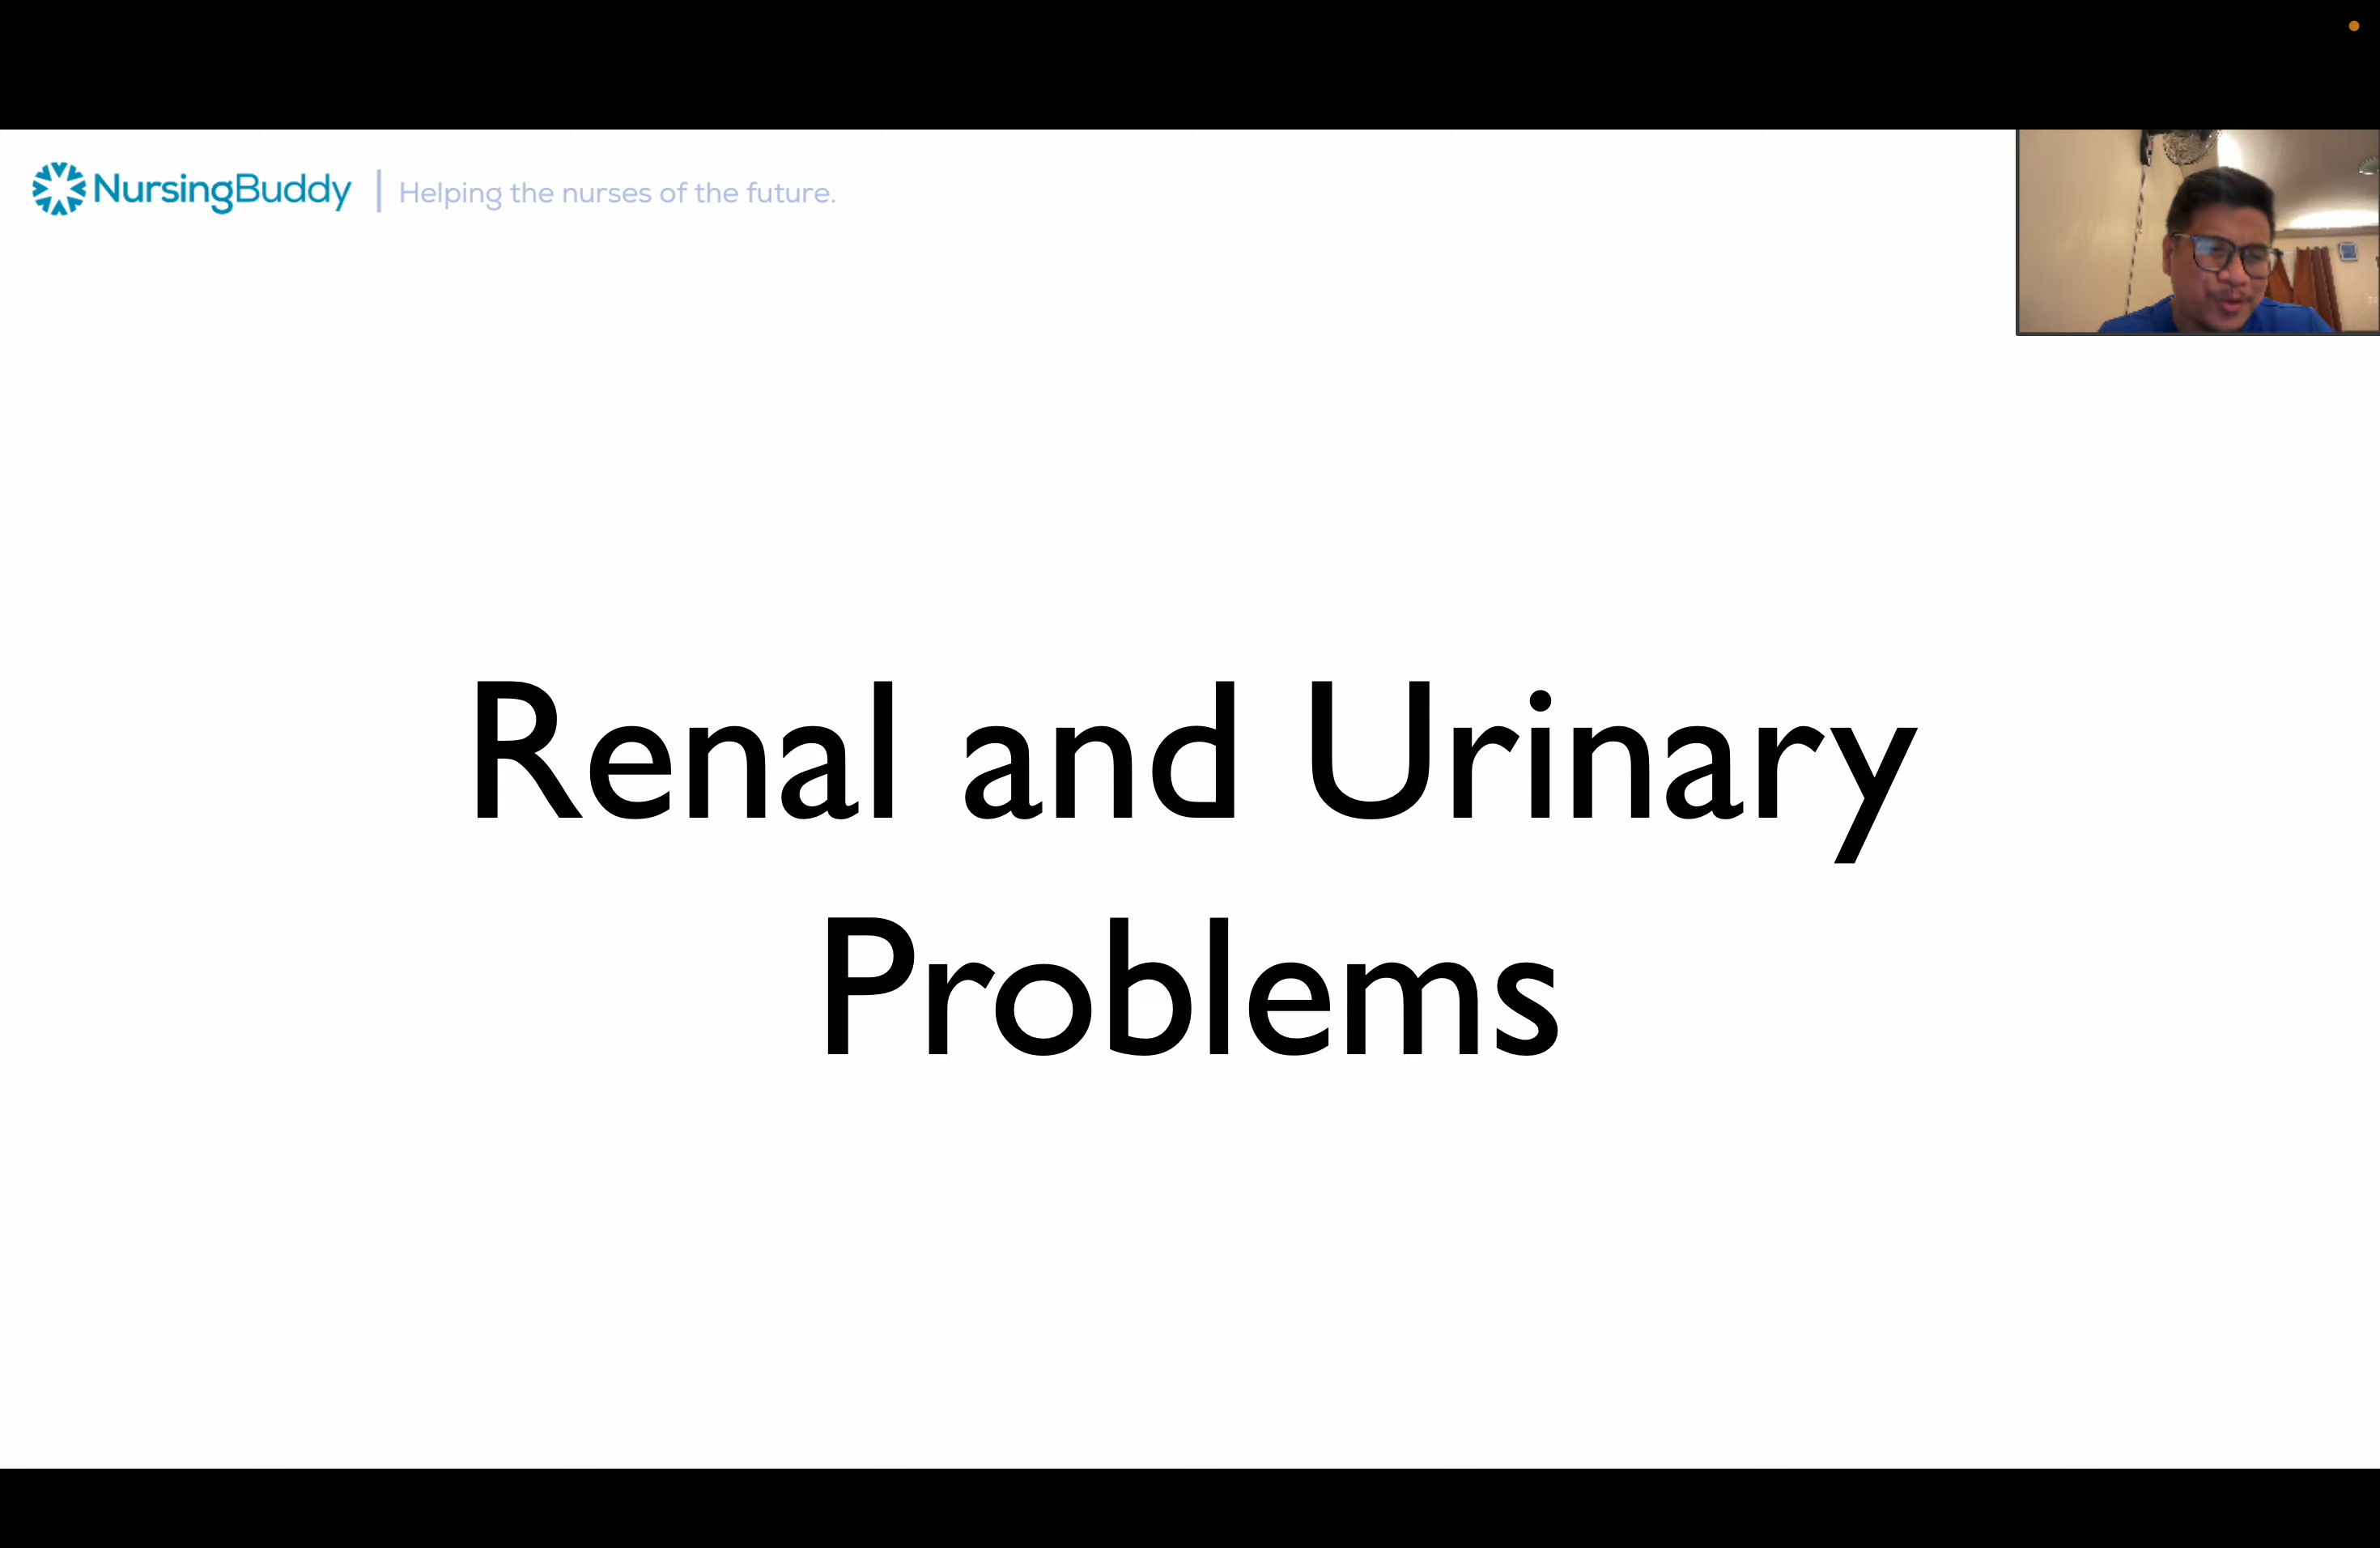 NursingBuddy | Helping the nurses of the future.
Renal and Urinary
Problems